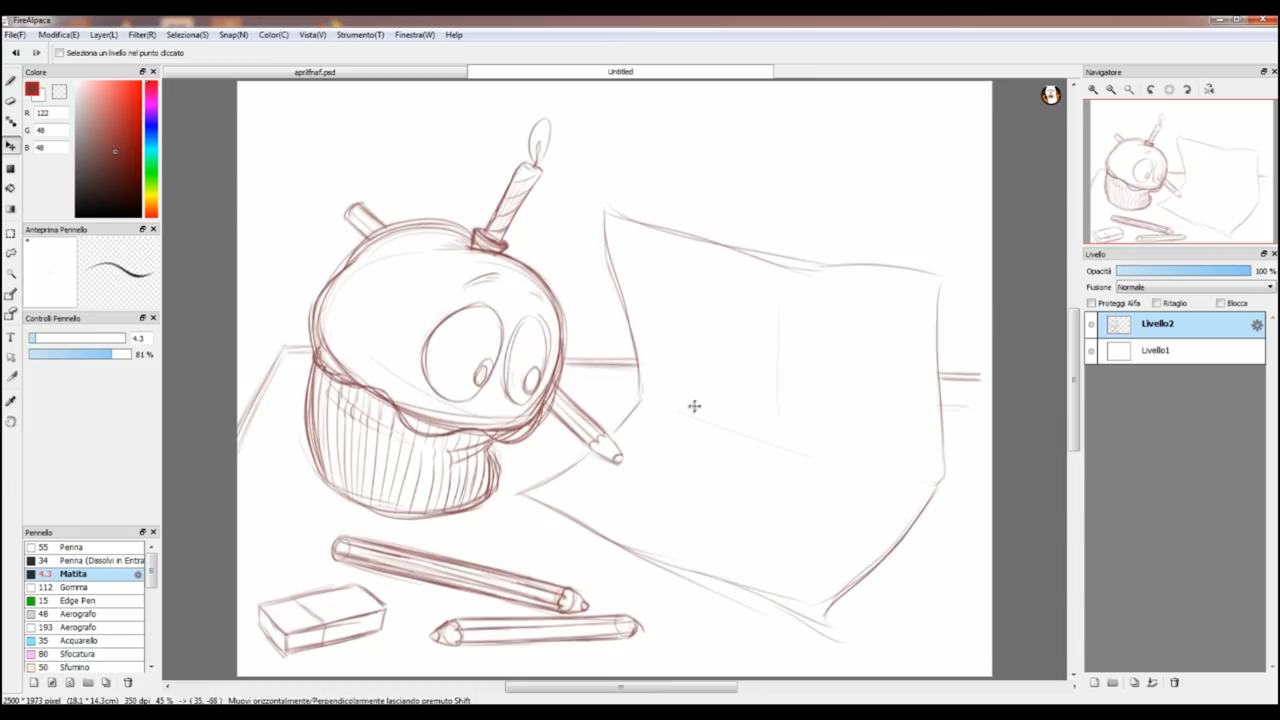 FireAlpaca
File(F) Modifica(E) Layer(L) Filter(R) Seleziona(S) Snap(N) Color(C) Vista(V) Strumento(T) Finestra(W) Help
Seleziona un livello nel punto cliccato
Colore aprilfnaf.psd Untitled Navigatore
R 122
G 48
B 48
Anteprima Pennello
Livello
Opacità 100 %
Fusione Normale
Proteggi Alfa Ritaglio Blocca
Controlli Pennello
Livello2
4.3
Livello1
81 %
Pennello
55 Penna
34 Penna (Dissolvi in Entra
4.3 Matita
112 Gomma
15 Edge Pen
48 Aerografo
193 Aerografo
35 Acquarello
80 Sfocatura
50 Sfumino
2500 * 1973 pixel (18.1 * 14.3cm) 350 dpi 45 % -> ( 35, -68 ) Muovi orizzontalmente/Perpendicolarmente lasciando premuto Shift